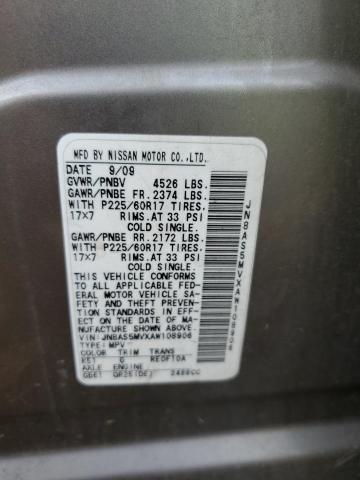 MFD BY NISSAN MOTOR CO.,LTD.
DATE 9/09
GVWR/PNBV 4526 LBS.
GAWR/PNBE FR. 2374 LBS.
WITH P225/60R17 TIRES.
17X7 RIMS.AT 33 PSI
COLD SINGLE.
GAWR/PNBE RR. 2172 LBS.
WITH P225/60R17 TIRES.
17X7 RIMS.AT 33 PSI
COLD SINGLE.
THIS VEHICLE CONFORMS
TO ALL APPLICABLE FED-
ERAL MOTOR VEHICLE
SAFETY AND THEFT PREVEN-
TION STANDARDS IN EFF-
ECT ON THE DATE OF MA-
NUFACTURE SHOWN ABOVE.
VIN:JN8AS5MVXAW108906
TYPE:MPV
COLOR TRIM TRANS
KET G RE0F10A
AXLE ENGINE
QR25(DE) 2488CC
JN8AS5MVXAW108906